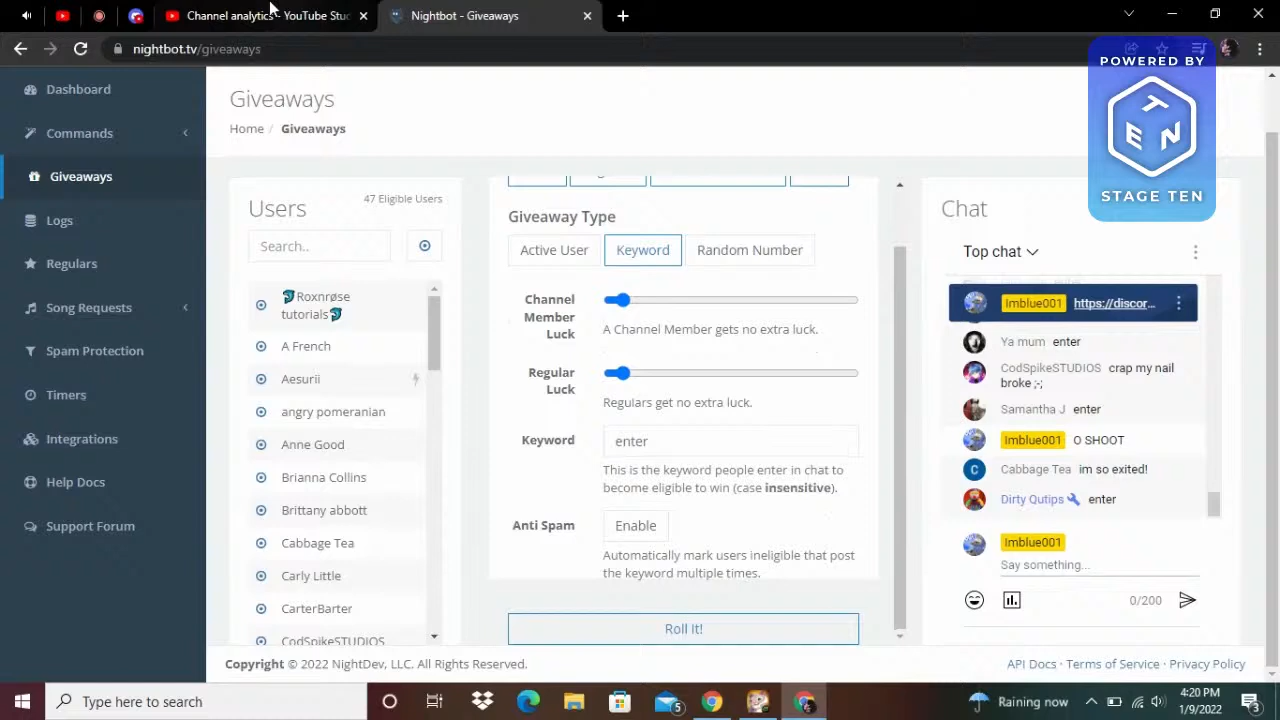 Channel analytics - YouTube Stud
Nightbot - Giveaways
nightbot.tv/giveaways
POWERED BY
TEN
STAGE TEN
Dashboard
Commands
Giveaways
Logs
Regulars
Song Requests
Spam Protection
Timers
Integrations
Help Docs
Support Forum
Giveaways
Home / Giveaways
Users
47 Eligible Users
Search..
Roxnrøse
tutorials
A French
Aesurii
angry pomeranian
Anne Good
Brianna Collins
Brittany abbott
Cabbage Tea
Carly Little
CarterBarter
CodSpikeSTUDIOS
Giveaway Type
Active User
Keyword
Random Number
Channel
Member
Luck
A Channel Member gets no extra luck.
Regular
Luck
Regulars get no extra luck.
Keyword
enter
This is the keyword people enter in chat to
become eligible to win (case insensitive).
Anti Spam
Enable
Automatically mark users ineligible that post
the keyword multiple times.
Roll It!
Chat
Top chat
Imblue001 https://discor...
Ya mum enter
CodSpikeSTUDIOS crap my nail
broke ;-;
Samantha J enter
Imblue001 O SHOOT
C Cabbage Tea im so exited!
Dirty Qutips enter
Imblue001
Say something...
0/200
Copyright © 2022 NightDev, LLC. All Rights Reserved.
API Docs · Terms of Service · Privacy Policy
Type here to search
5
Raining now
4:20 PM
1/9/2022
3